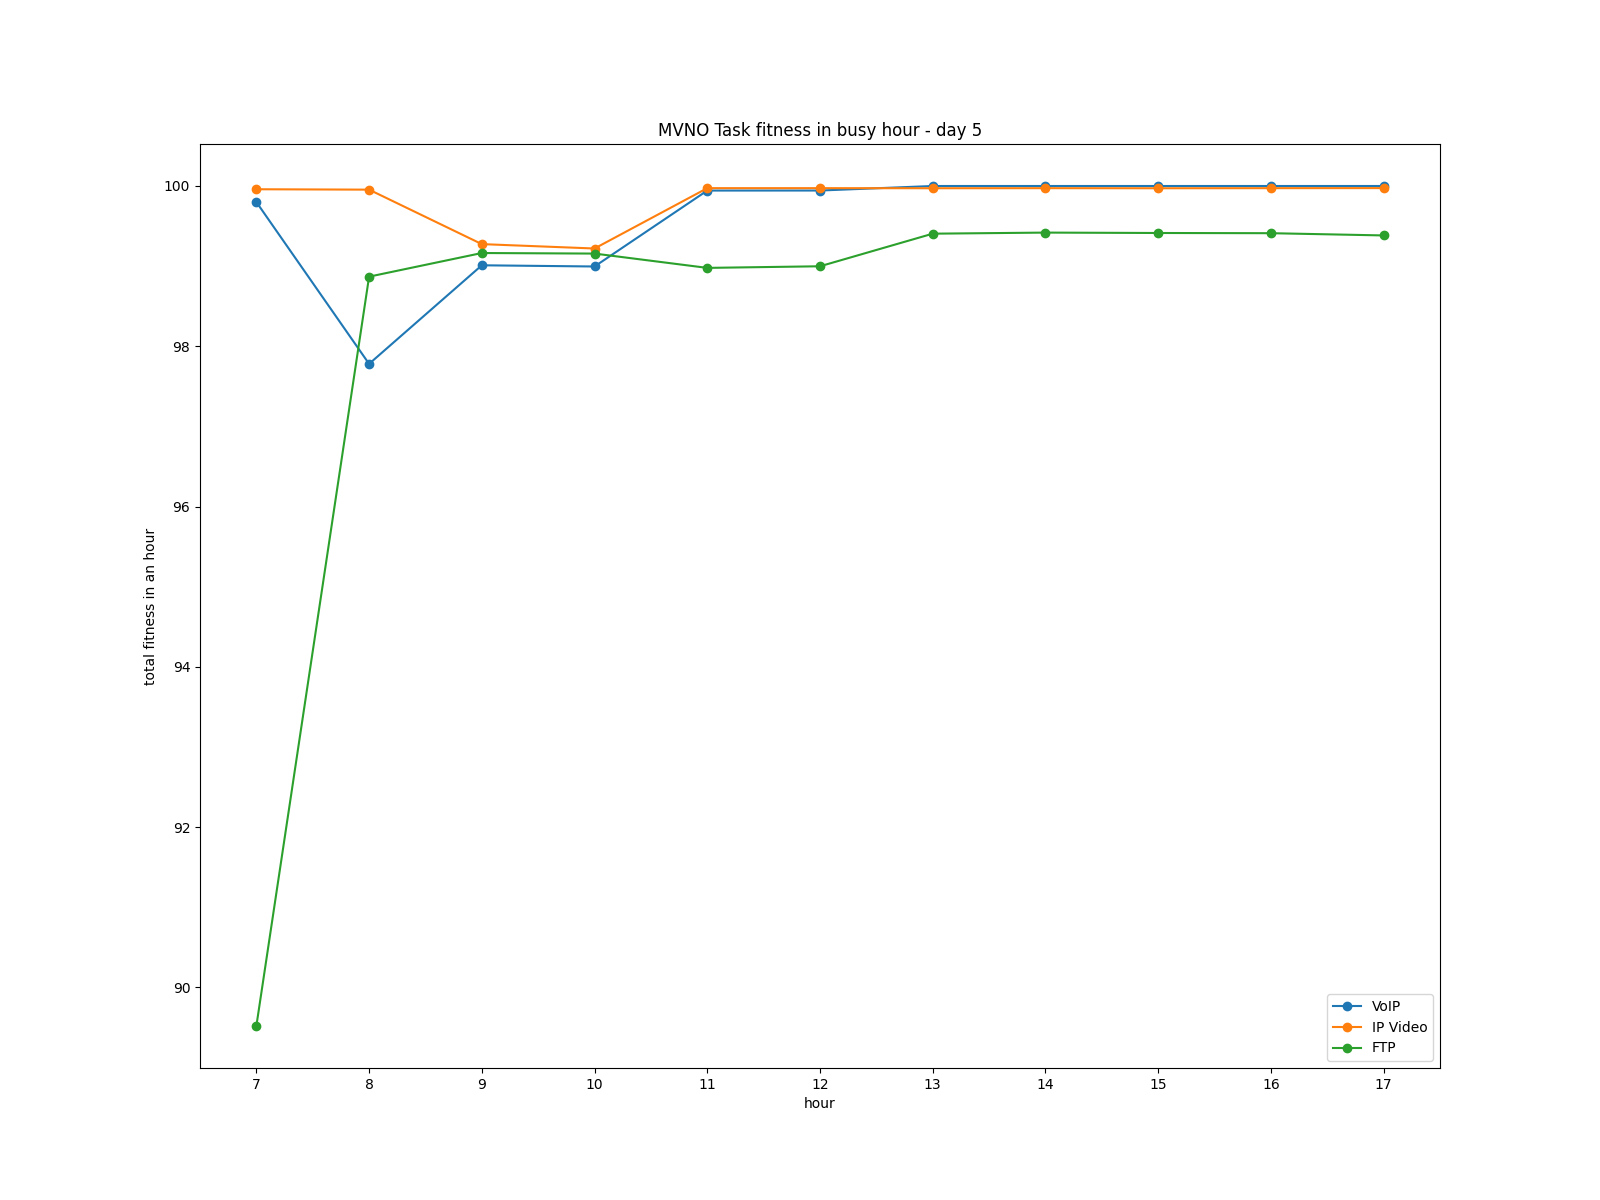 MVNO Task fitness in busy hour - day 5
total fitness in an hour
100
98
96
94
92
90
7 8 9 10 11 12 13 14 15 16 17
hour
VoIP
IP Video
FTP